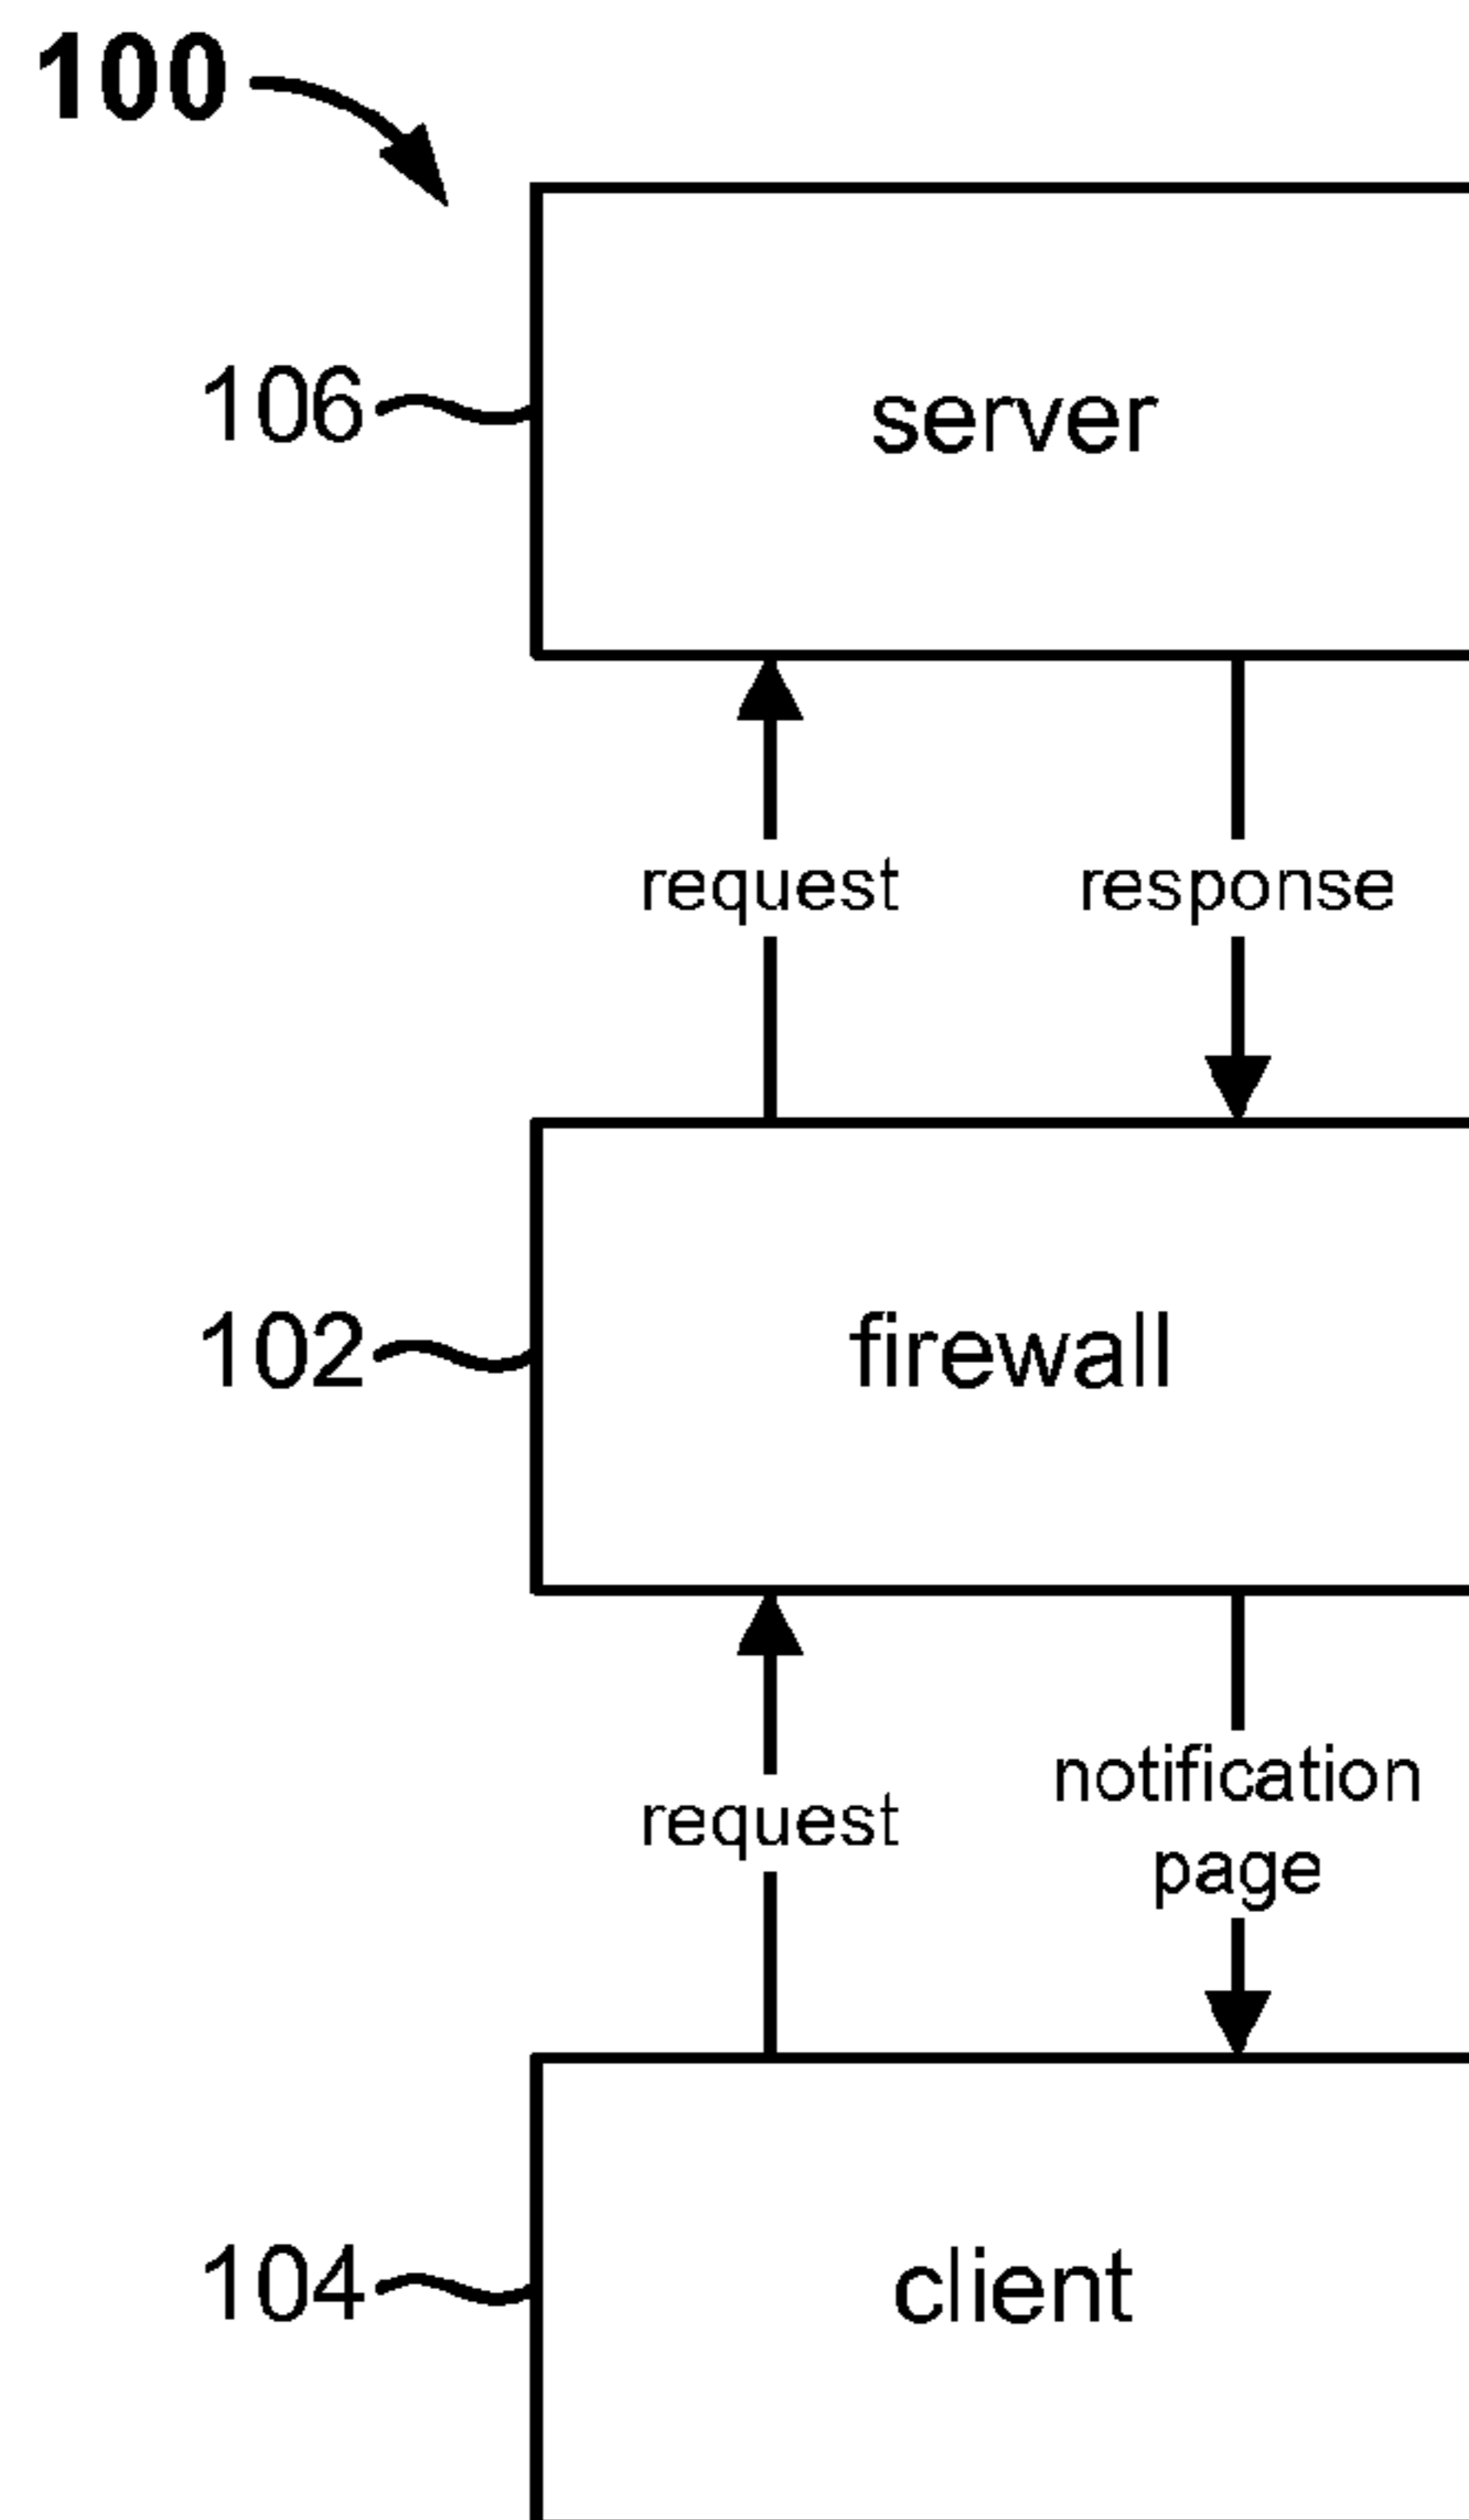 100
106
server
request
response
102
firewall
request
notification
page
104
client